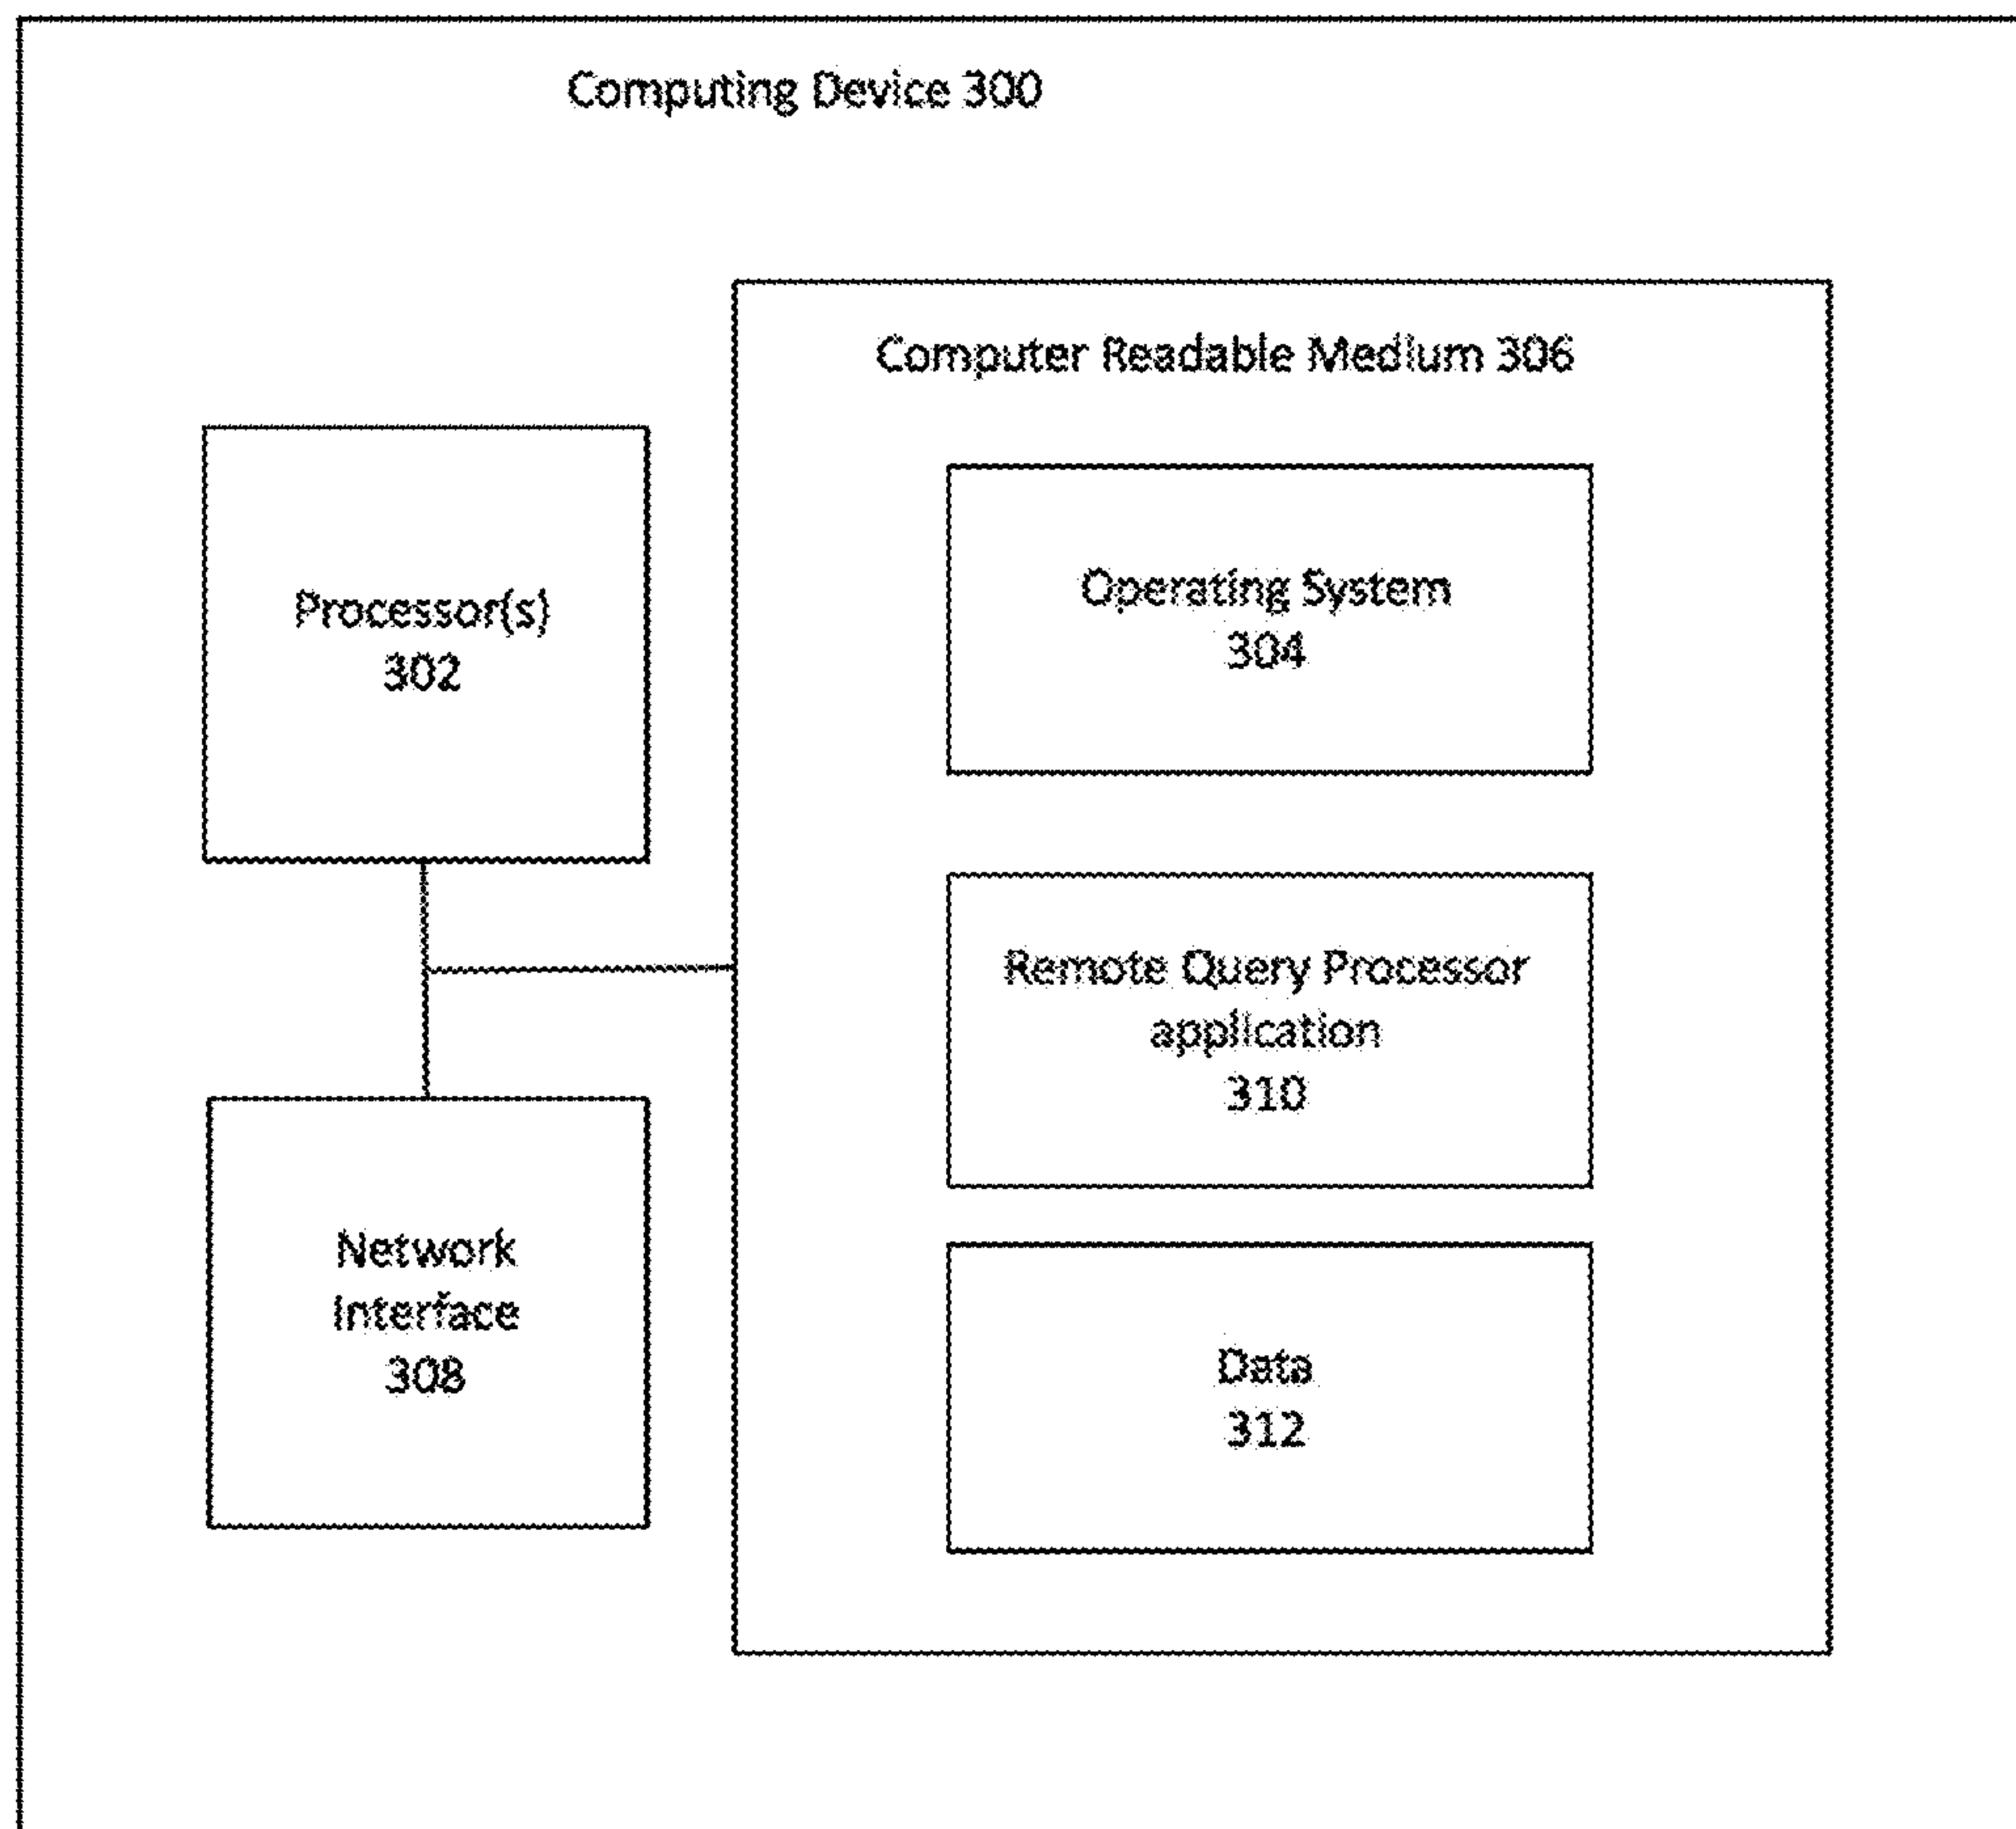 Computing Device 300
Computer Readable Medium 306
Processor(s)
302
Operating System
304
Remote Query Processor
application
310
Network
Interface
308
Data
312